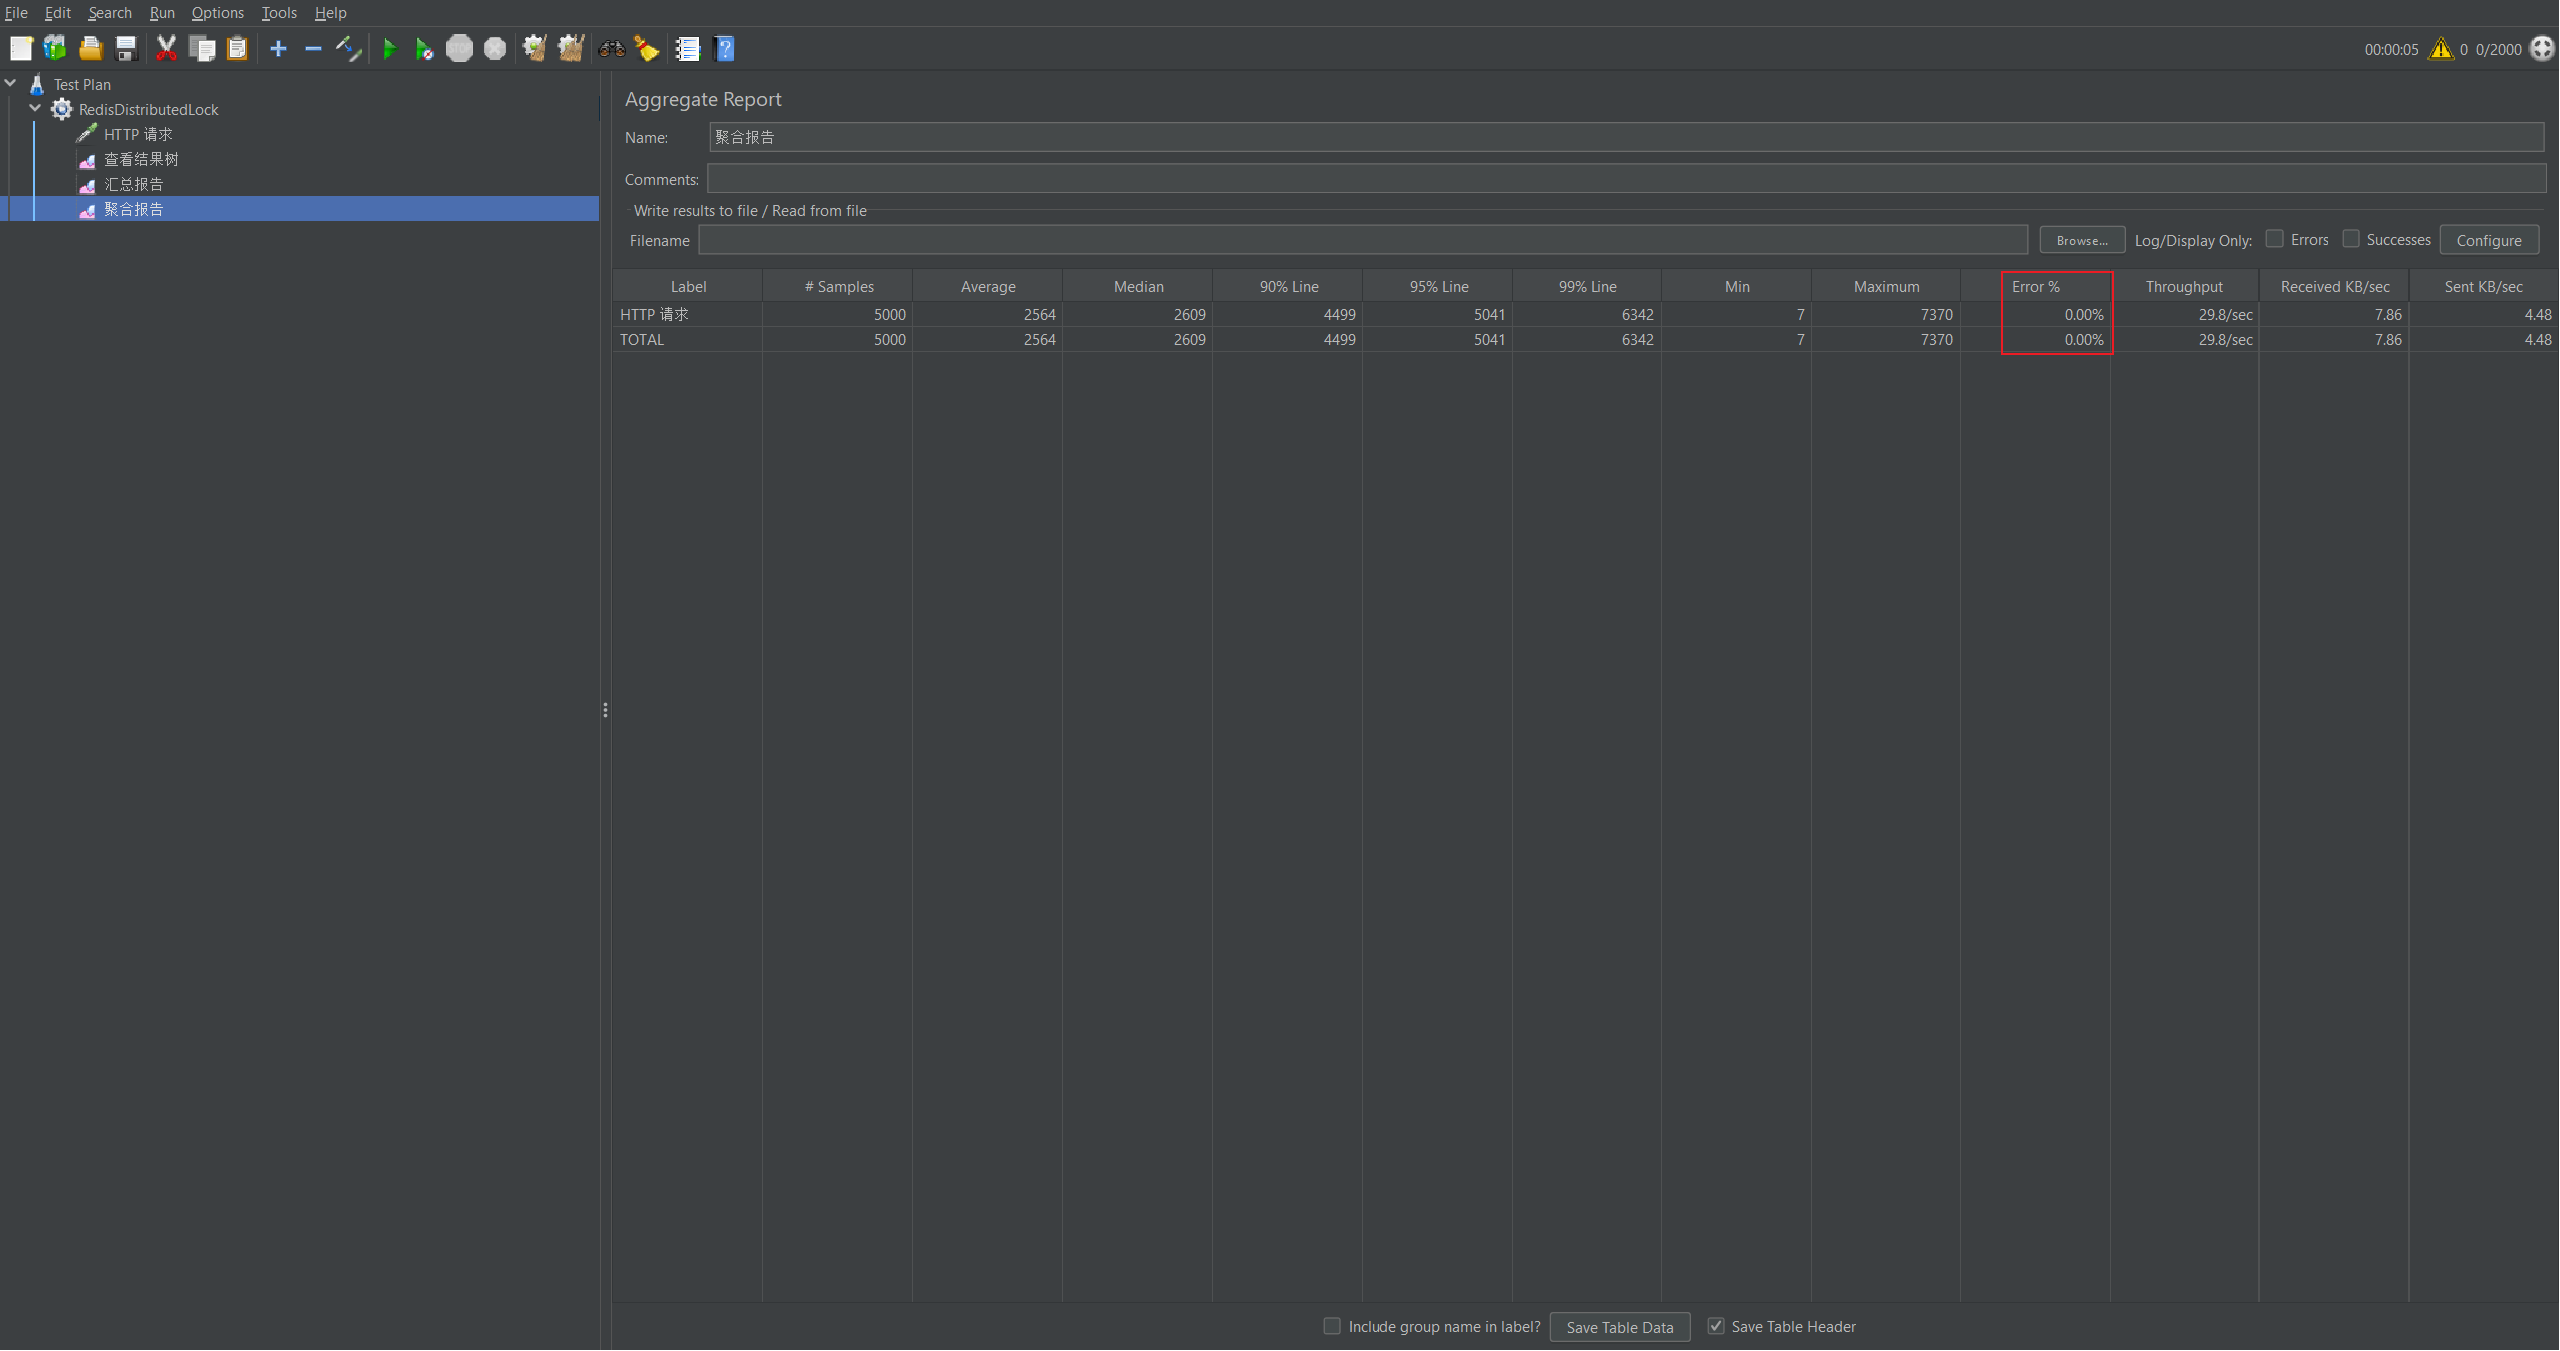 File Edit Search Run Options Tools Help
STOP
00:00:05 0 0/2000
Test Plan
RedisDistributedLock
HTTP 请求
查看结果树
汇总报告
聚合报告
Aggregate Report
Name: 聚合报告
Comments:
Write results to file / Read from file
Filename Browse... Log/Display Only: Errors Successes Configure
Label # Samples Average Median 90% Line 95% Line 99% Line Min Maximum Error % Throughput Received KB/sec Sent KB/sec
HTTP 请求 5000 2564 2609 4499 5041 6342 7 7370 0.00% 29.8/sec 7.86 4.48
TOTAL 5000 2564 2609 4499 5041 6342 7 7370 0.00% 29.8/sec 7.86 4.48
Include group name in label? Save Table Data Save Table Header